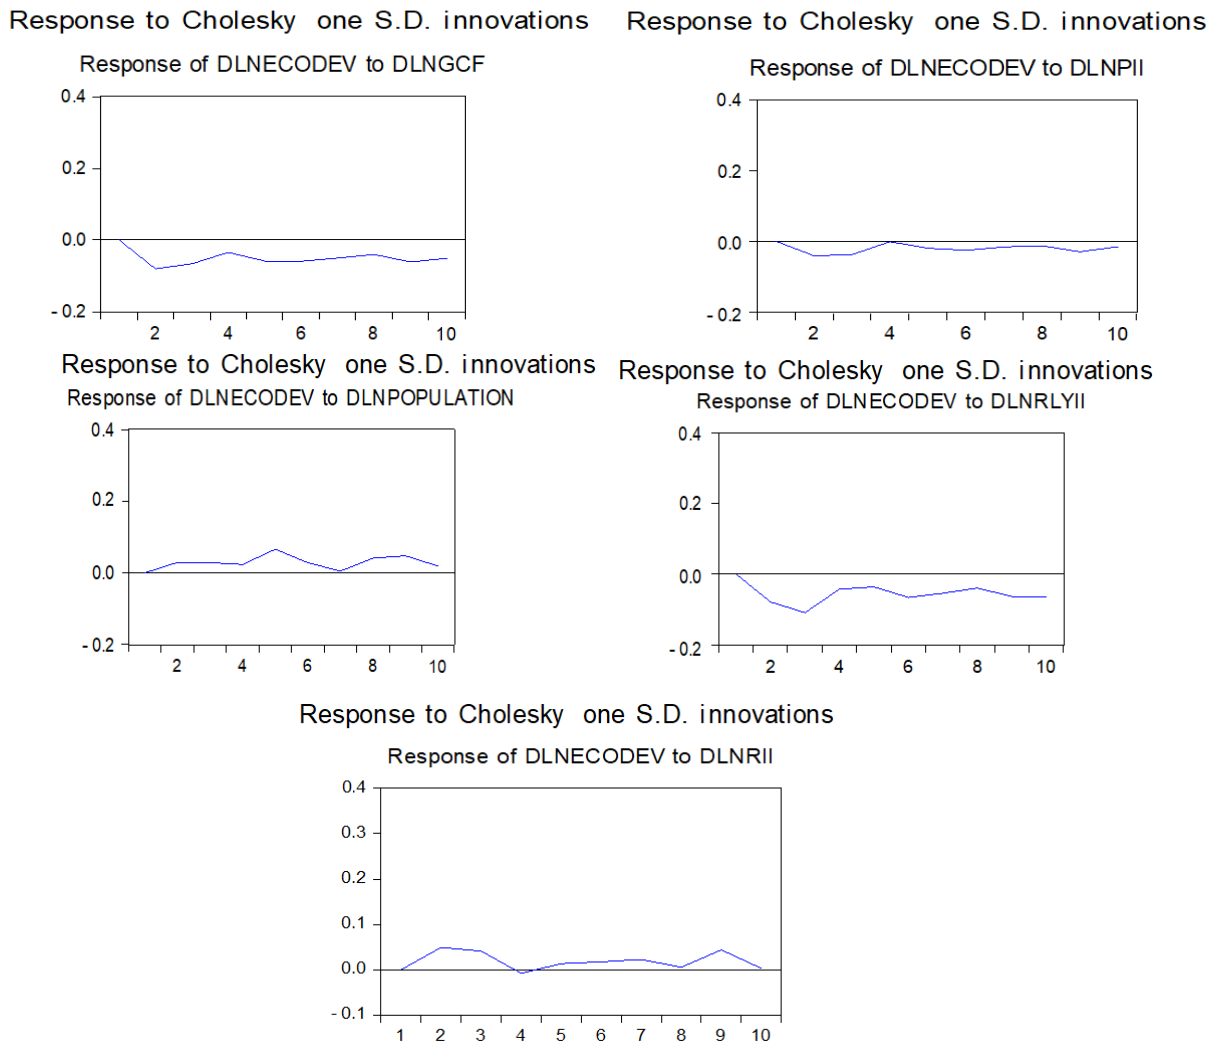 Response to Cholesky one S.D. innovations
Response of DLNECODEV to DLNGCF
0.4
0.2
0.0
-0.2
2 4 6 8 10
Response to Cholesky one S.D. innovations
Response of DLNECODEV to DLNPII
0.4
0.2
0.0
-0.2
2 4 6 8 10
Response to Cholesky one S.D. innovations
Response of DLNECODEV to DLNPOPULATION
0.4
0.2
0.0
-0.2
2 4 6 8 10
Response to Cholesky one S.D. innovations
Response of DLNECODEV to DLNRLYII
0.4
0.2
0.0
-0.2
2 4 6 8 10
Response to Cholesky one S.D. innovations
Response of DLNECODEV to DLNRII
0.4
0.3
0.2
0.1
0.0
-0.1
1 2 3 4 5 6 7 8 9 10